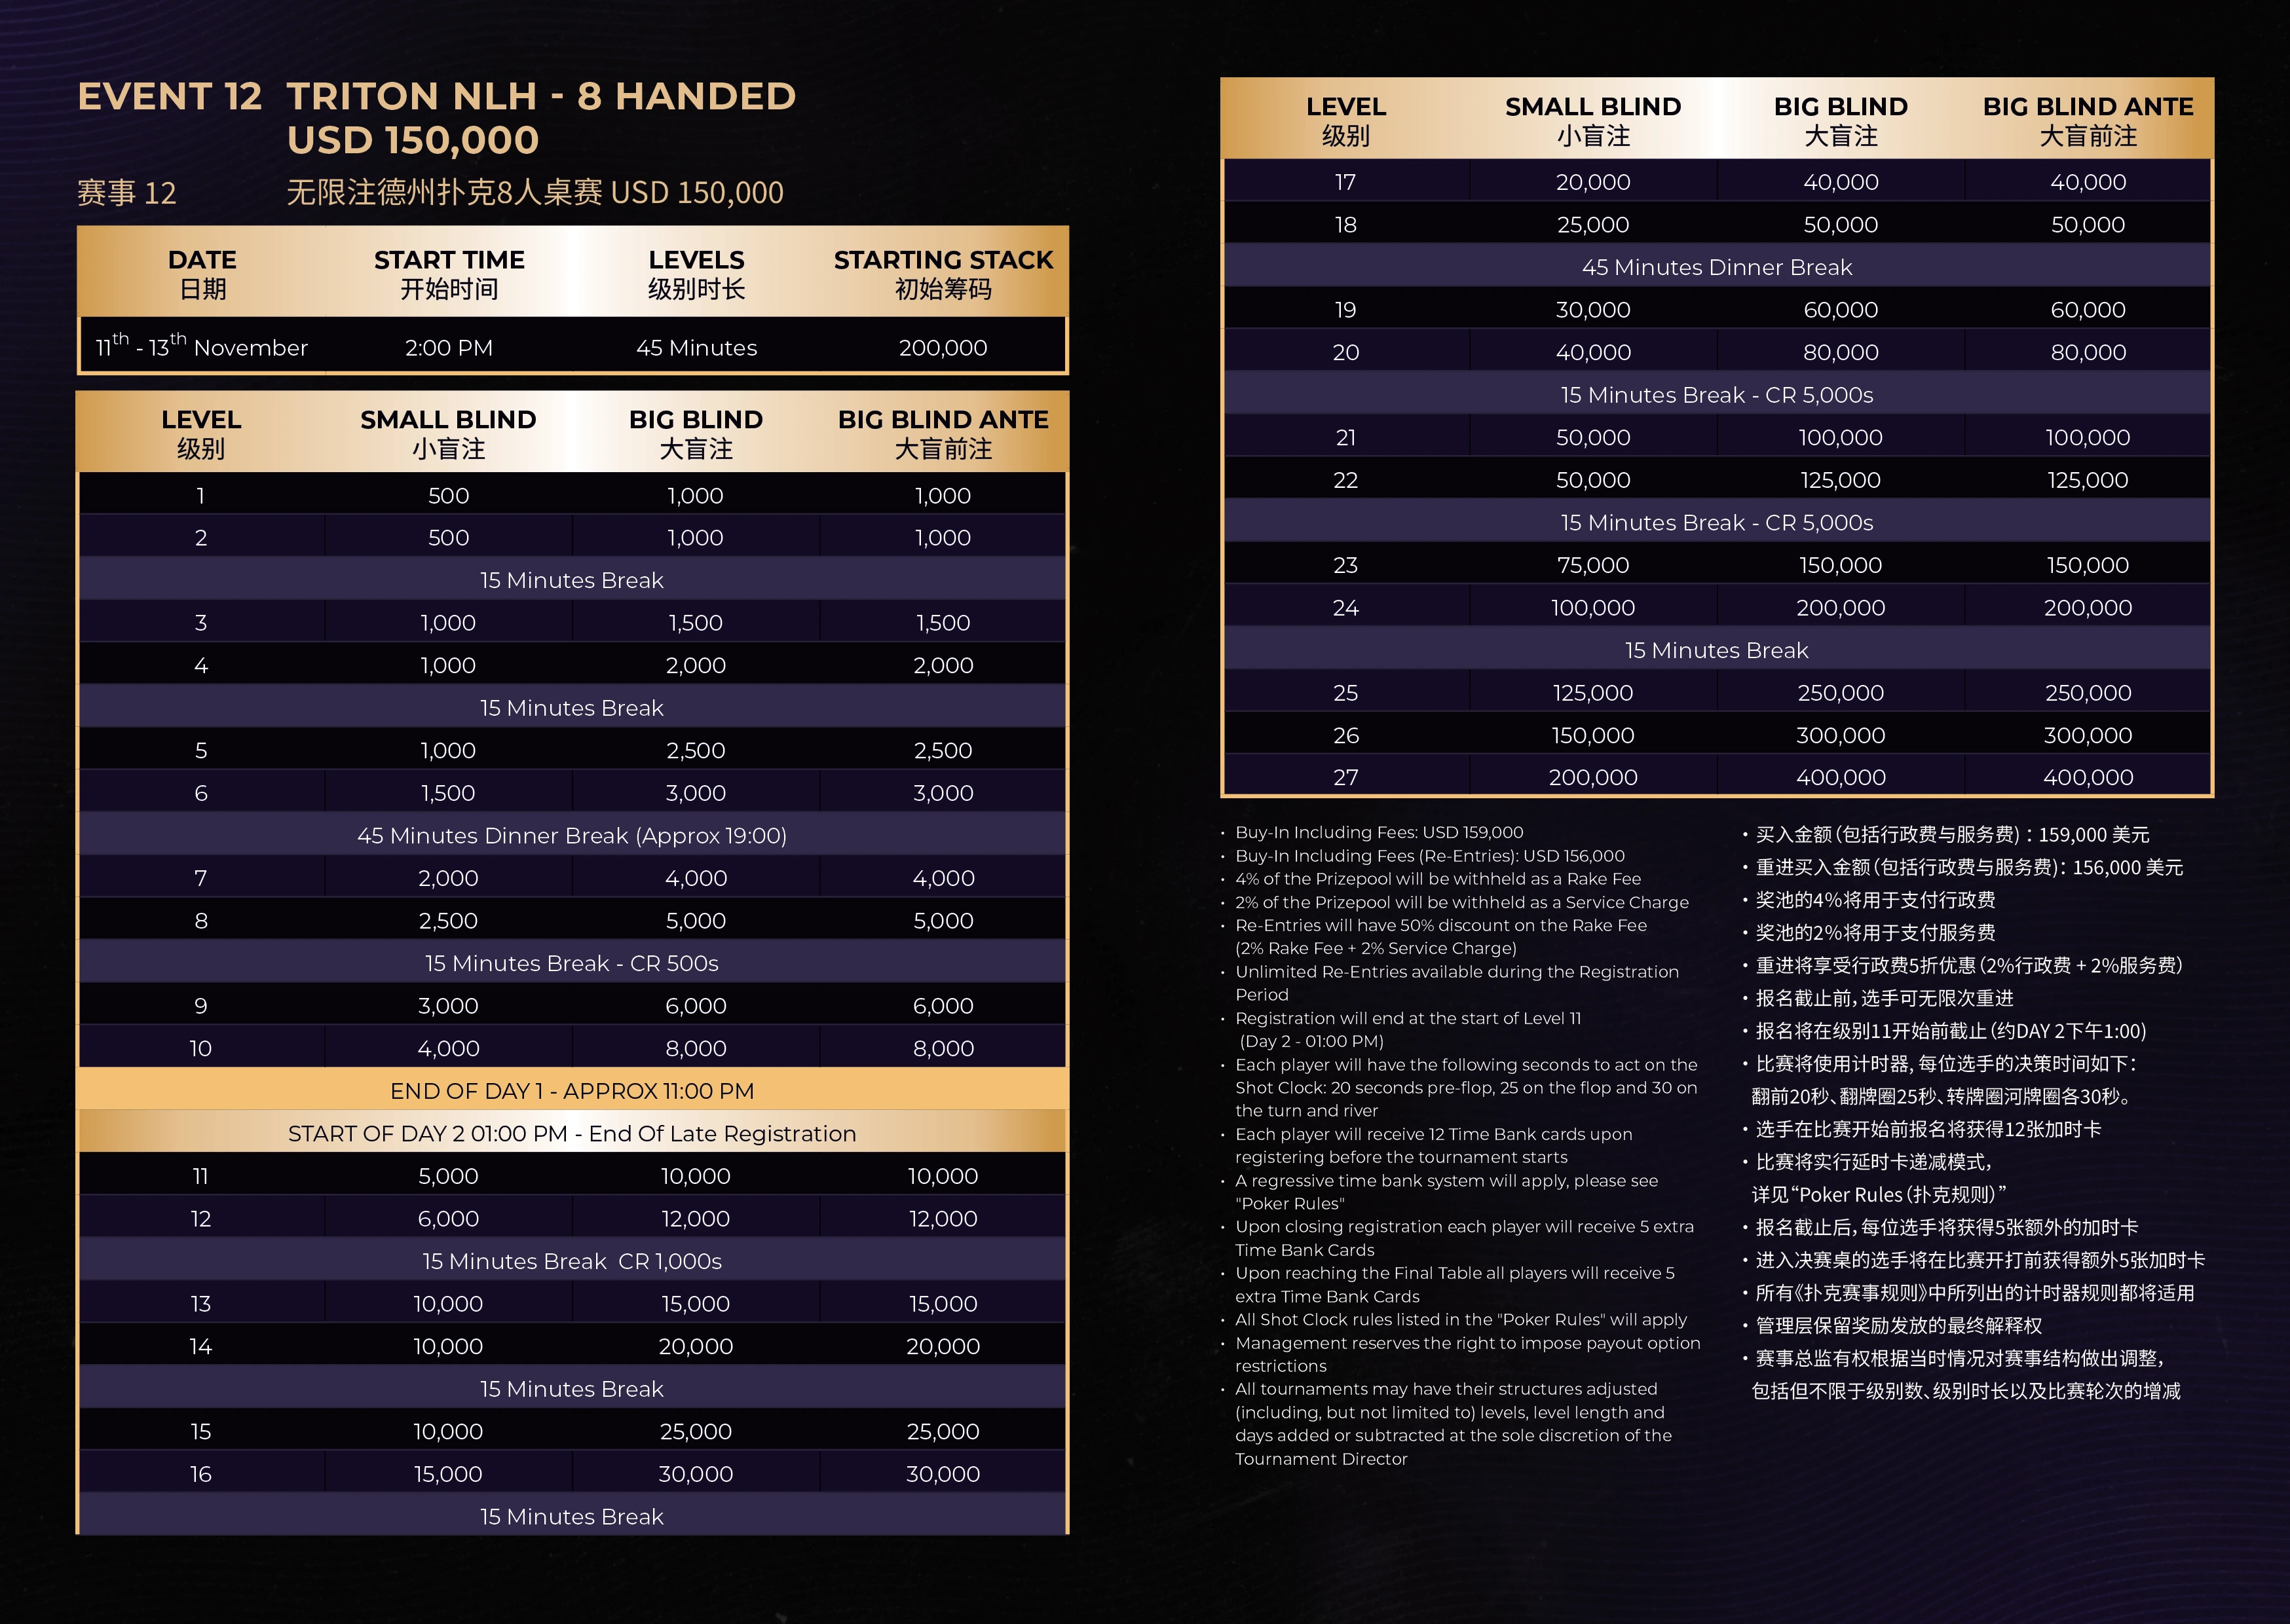 EVENT 12 TRITON NLH - 8 HANDED
USD 150,000
赛事 12 无限注德州扑克8人桌赛 USD 150,000
DATE START TIME LEVELS STARTING STACK
日期 开始时间 级别时长 初始筹码
11th - 13th November 2:00 PM 45 Minutes 200,000
LEVEL SMALL BLIND BIG BLIND BIG BLIND ANTE
级别 小盲注 大盲注 大盲前注
1 500 1,000 1,000
2 500 1,000 1,000
15 Minutes Break
3 1,000 1,500 1,500
4 1,000 2,000 2,000
15 Minutes Break
5 1,000 2,500 2,500
6 1,500 3,000 3,000
45 Minutes Dinner Break (Approx 19:00)
7 2,000 4,000 4,000
8 2,500 5,000 5,000
15 Minutes Break - CR 500s
9 3,000 6,000 6,000
10 4,000 8,000 8,000
END OF DAY 1 - APPROX 11:00 PM
START OF DAY 2 01:00 PM - End Of Late Registration
11 5,000 10,000 10,000
12 6,000 12,000 12,000
15 Minutes Break CR 1,000s
13 10,000 15,000 15,000
14 10,000 20,000 20,000
15 Minutes Break
15 10,000 25,000 25,000
16 15,000 30,000 30,000
15 Minutes Break
LEVEL SMALL BLIND BIG BLIND BIG BLIND ANTE
级别 小盲注 大盲注 大盲前注
17 20,000 40,000 40,000
18 25,000 50,000 50,000
45 Minutes Dinner Break
19 30,000 60,000 60,000
20 40,000 80,000 80,000
15 Minutes Break - CR 5,000s
21 50,000 100,000 100,000
22 50,000 125,000 125,000
15 Minutes Break - CR 5,000s
23 75,000 150,000 150,000
24 100,000 200,000 200,000
15 Minutes Break
25 125,000 250,000 250,000
26 150,000 300,000 300,000
27 200,000 400,000 400,000
• Buy-In Including Fees: USD 159,000
• Buy-In Including Fees (Re-Entries): USD 156,000
• 4% of the Prizepool will be withheld as a Rake Fee
• 2% of the Prizepool will be withheld as a Service Charge
• Re-Entries will have 50% discount on the Rake Fee
(2% Rake Fee + 2% Service Charge)
• Unlimited Re-Entries available during the Registration
Period
• Registration will end at the start of Level 11
(Day 2 - 01:00 PM)
• Each player will have the following seconds to act on the
Shot Clock: 20 seconds pre-flop, 25 on the flop and 30 on
the turn and river
• Each player will receive 12 Time Bank cards upon
registering before the tournament starts
• A regressive time bank system will apply, please see
"Poker Rules"
• Upon closing registration each player will receive 5 extra
Time Bank Cards
• Upon reaching the Final Table all players will receive 5
extra Time Bank Cards
• All Shot Clock rules listed in the "Poker Rules" will apply
• Management reserves the right to impose payout option
restrictions
• All tournaments may have their structures adjusted
(including, but not limited to) levels, level length and
days added or subtracted at the sole discretion of the
Tournament Director
• 买入金额（包括行政费与服务费）：159,000 美元
• 重进买入金额（包括行政费与服务费）：156,000 美元
• 奖池的4%将用于支付行政费
• 奖池的2%将用于支付服务费
• 重进将享受行政费5折优惠（2%行政费 + 2%服务费）
• 报名截止前，选手可无限次重进
• 报名将在级别11开始前截止（约DAY 2下午1:00)
• 比赛将使用计时器, 每位选手的决策时间如下：
翻前20秒、翻牌圈25秒、转牌圈河牌圈各30秒。
• 选手在比赛开始前报名将获得12张加时卡
• 比赛将实行延时卡递减模式，
详见“Poker Rules（扑克规则）”
• 报名截止后，每位选手将获得5张额外的加时卡
• 进入决赛桌的选手将在比赛开打前获得额外5张加时卡
• 所有《扑克赛事规则》中所列出的计时器规则都将适用
• 管理层保留奖励发放的最终解释权
• 赛事总监有权根据当时情况对赛事结构做出调整，
包括但不限于级别数、级别时长以及比赛轮次的增减